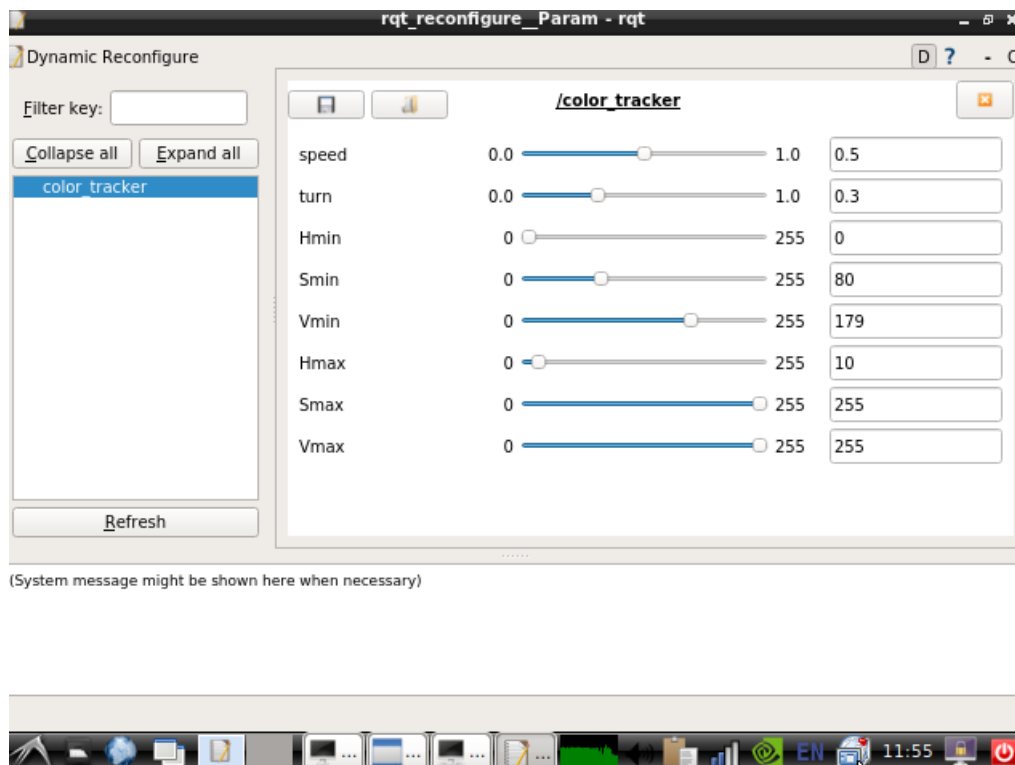 rqt_reconfigure__Param - rqt
Dynamic Reconfigure
D ? -
Filter key:
Collapse all Expand all
color_tracker
Refresh
/color_tracker
speed 0.0 1.0 0.5
turn 0.0 1.0 0.3
Hmin 0 255 0
Smin 0 255 80
Vmin 0 255 179
Hmax 0 255 10
Smax 0 255 255
Vmax 0 255 255
(System message might be shown here when necessary)
... ... ... ... EN 11:55